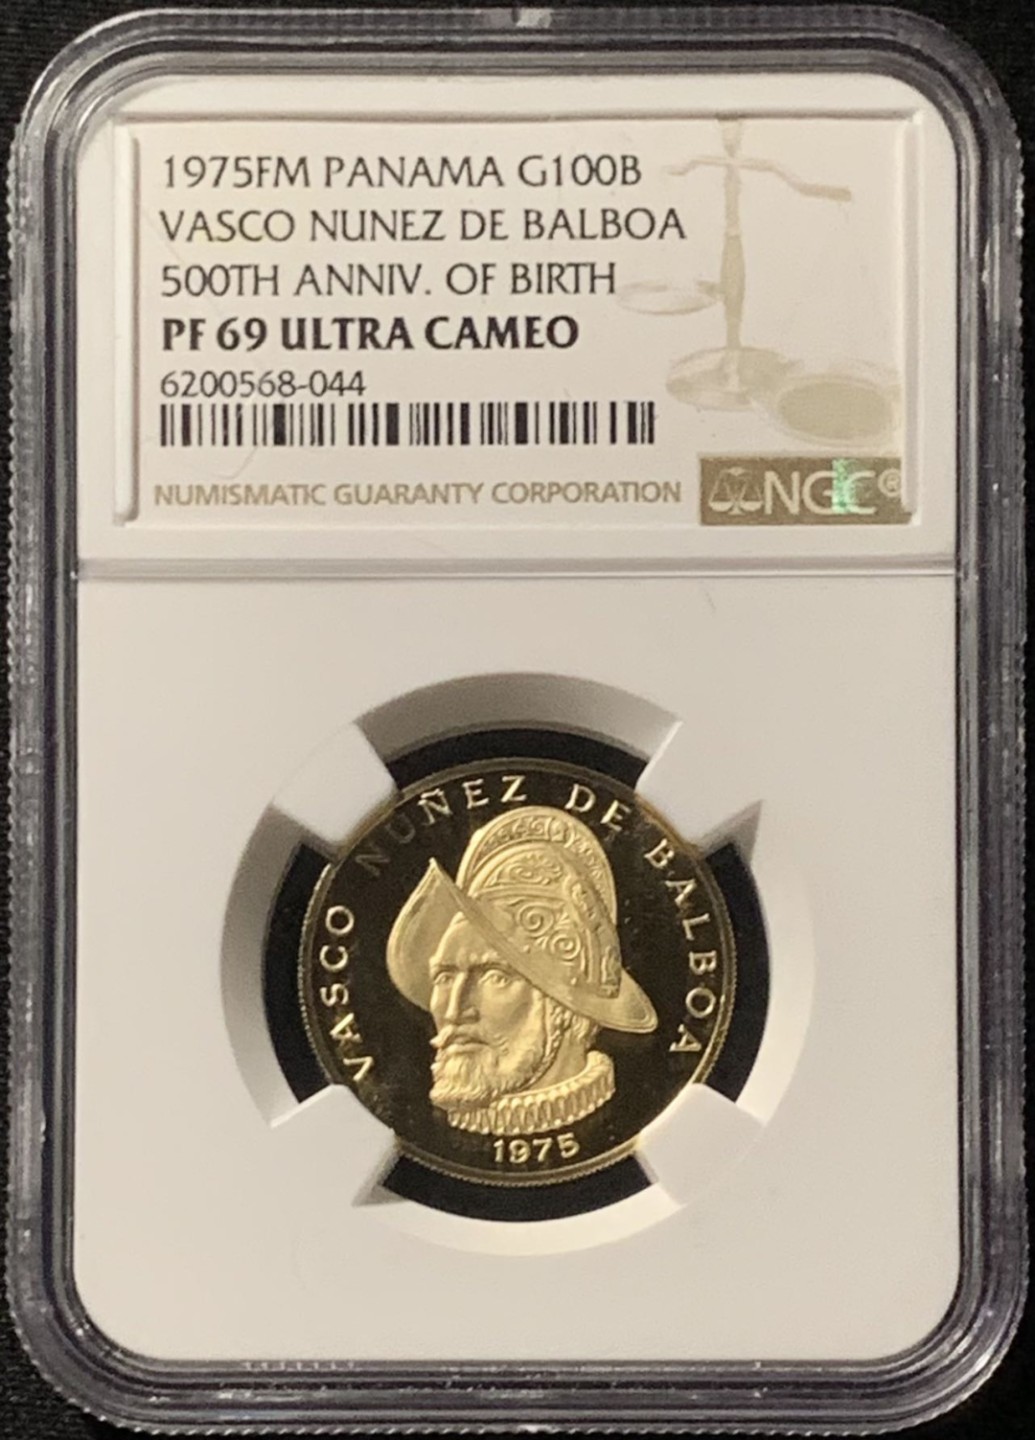 1975FM PANAMA G100B
VASCO NUNEZ DE BALBOA
500TH ANNIV. OF BIRTH
PF 69 ULTRA CAMEO
6200568-044
NUMISMATIC GUARANTY CORPORATION
NGC®
VASCO NUÑEZ DE BALBOA
1975